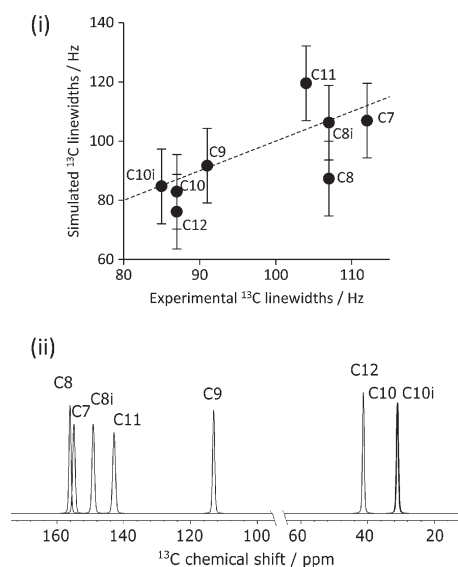 (i)
140
120
100
80
60
Simulated ¹³C linewidths / Hz
C11
C7
C8i
C9
C8
C10i
C10
C12
80 90 100 110
Experimental ¹³C linewidths / Hz
(ii)
C8
C7
C8i
C11
C9
C12
C10 C10i
160 140 120 100 60 40 20
¹³C chemical shift / ppm